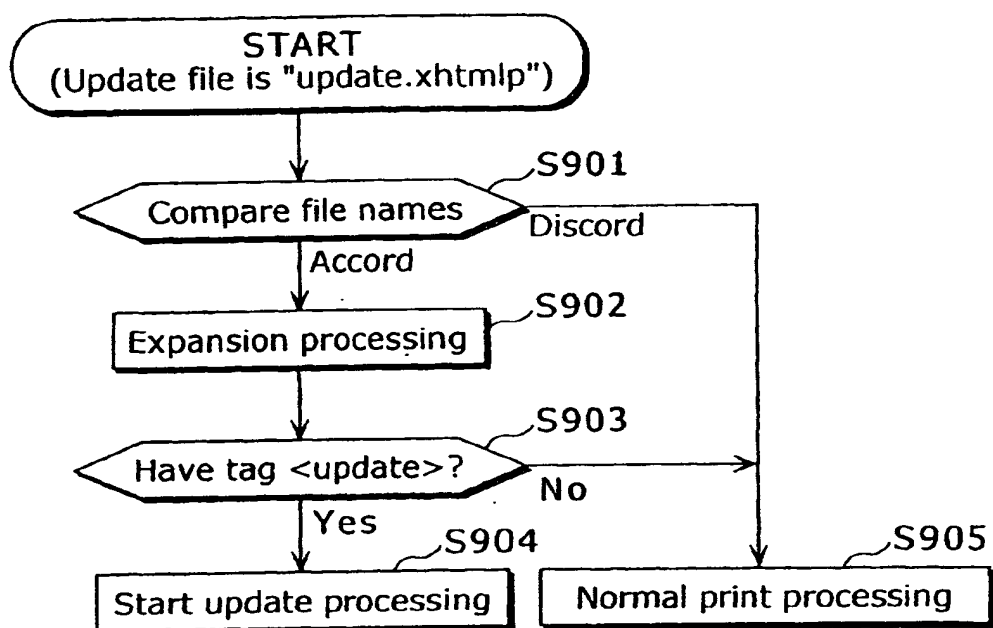 START
(Update file is "update.xhtmlp")
S901
Compare file names
Discord
Accord
S902
Expansion processing
S903
Have tag <update>?
No
Yes
S904
Start update processing
S905
Normal print processing